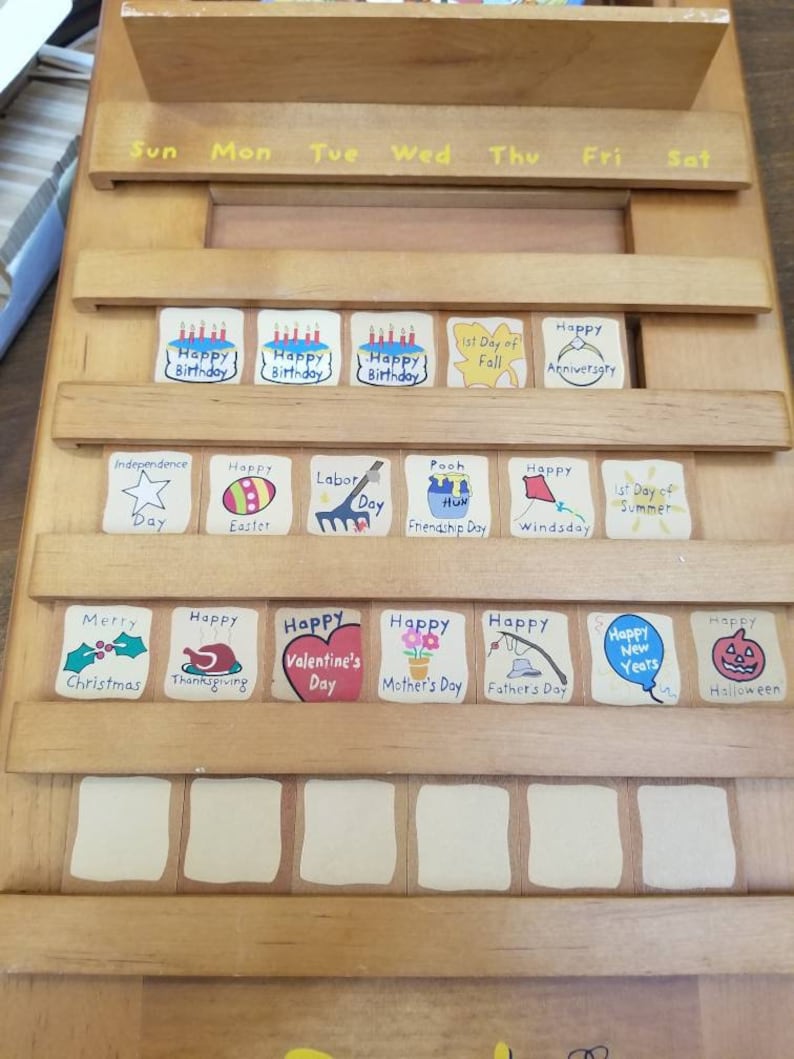 Sun Mon Tue Wed Thu Fri Sat
Happy
Birthday
Happy
Birthday
Happy
Birthday
1st Day of
Fall
Happy
Anniversary
Independence
Day
Happy
Easter
Labor
Day
Pooh
HUN
Friendship Day
Happy
Windsday
1st Day of
Summer
Merry
Christmas
Happy
Thanksgiving
Happy
Valentine's
Day
Happy
Mother's Day
Happy
Father's Day
Happy
New
Years
Happy
Halloween